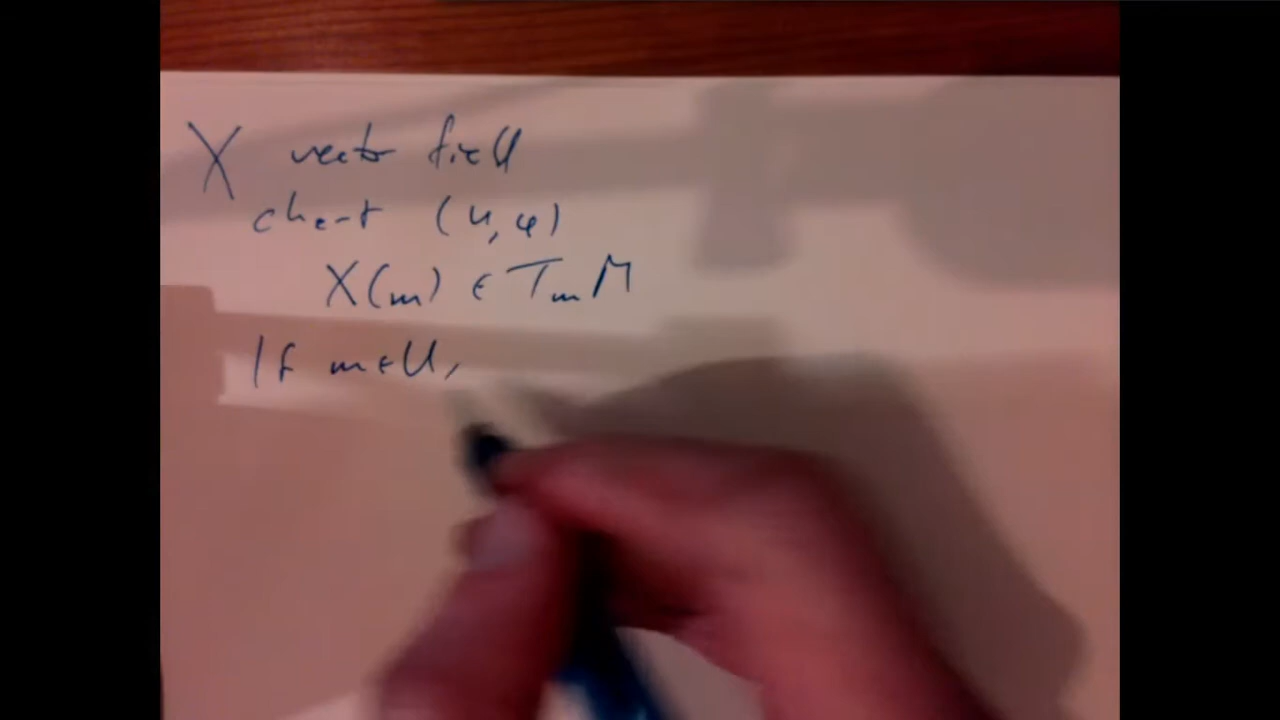 X vector field
chart (U, φ)
X(m) ∈ TₘM
If m ∈ U,